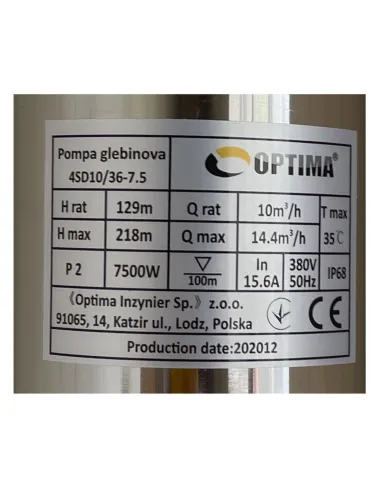 Pompa glebinova
4SD10/36-7.5
OPTIMA®
H rat 129m Q rat 10m³/h T max
H max 218m Q max 14.4m³/h 35℃
P 2 7500W 100m In 15.6A 380V 50Hz IP68
《Optima Inzynier Sp.》z.o.o.
91065, 14, Katzir ul., Lodz, Polska
CE
Production date:202012